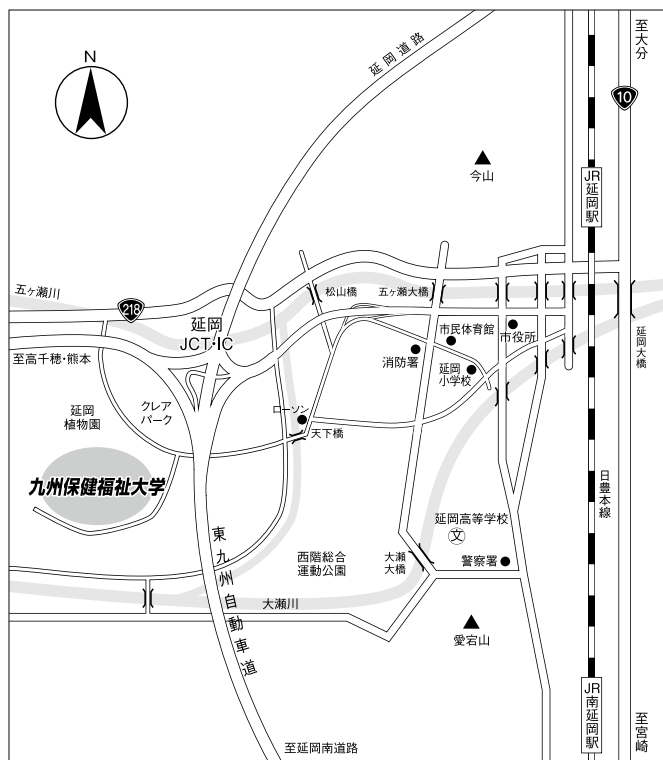 至大分
延岡道路
N
10
今山
JR延岡駅
五ヶ瀬川
218
松山橋
五ヶ瀬大橋
延岡
JCT・IC
市民体育館
市役所
延岡大橋
至高千穂・熊本
消防署
延岡
小学校
延岡
植物園
クレア
パーク
ローソン
天下橋
九州保健福祉大学
日豊本線
延岡高等学校
文
東九州自動車道
西階総合
運動公園
大瀬
大橋
警察署
大瀬川
愛宕山
JR南延岡駅
至宮崎
至延岡南道路